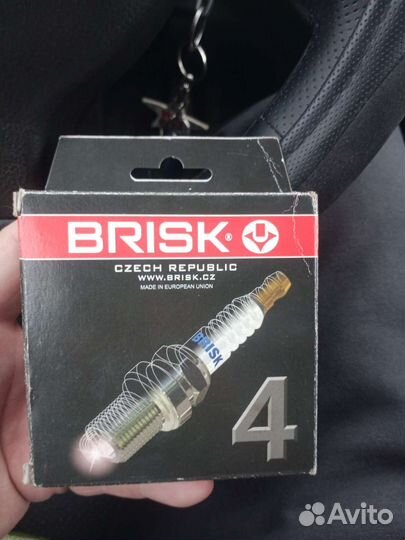 BRISK®
CZECH REPUBLIC
WWW.BRISK.CZ
MADE IN EUROPEAN UNION
BRISK
4
Avito